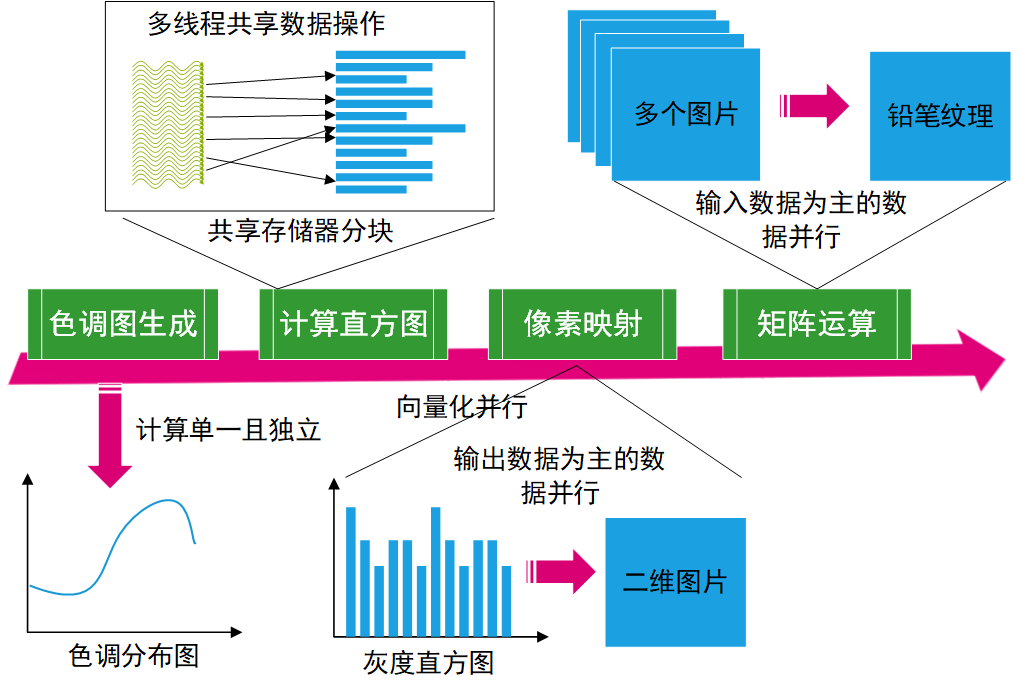 多线程共享数据操作
共享存储器分块
多个图片
铅笔纹理
输入数据为主的数
据并行
色调图生成
计算直方图
像素映射
矩阵运算
计算单一且独立
向量化并行
输出数据为主的数
据并行
二维图片
色调分布图
灰度直方图